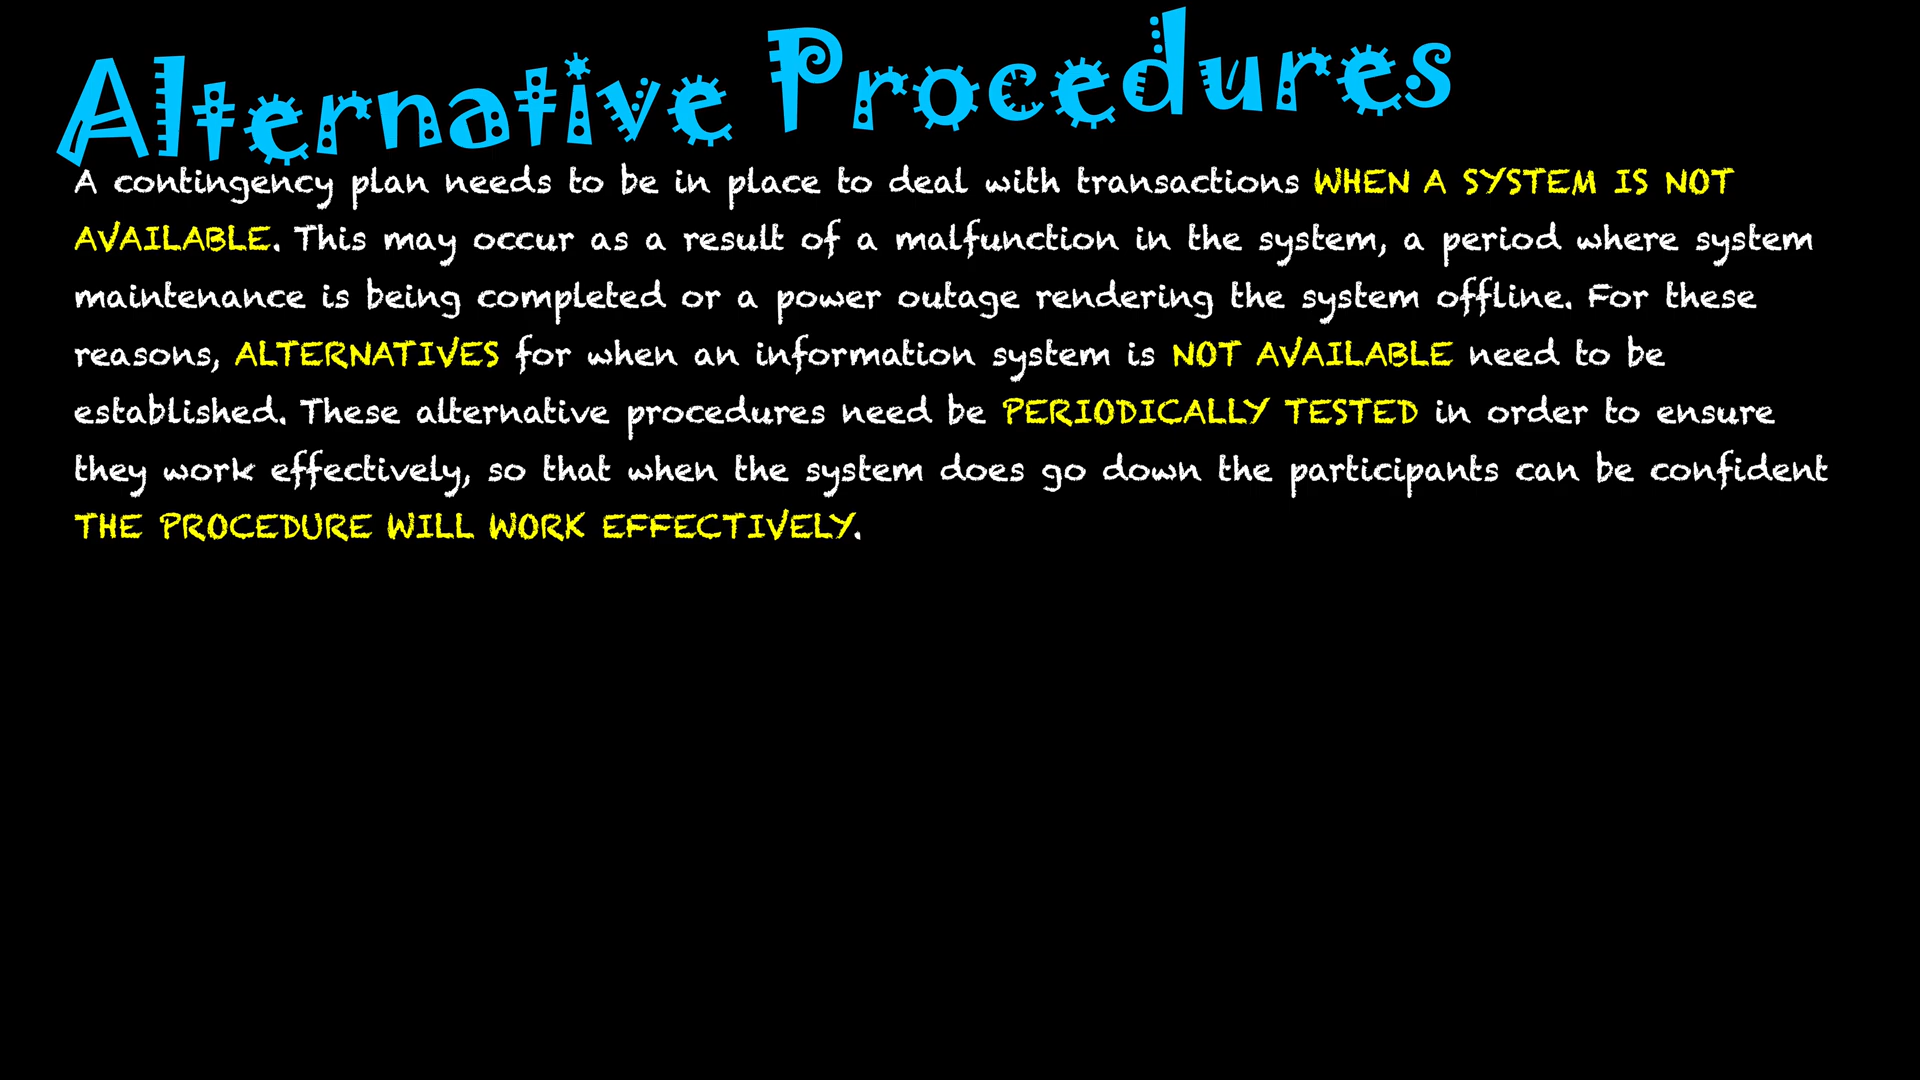 Alternative Procedures
A contingency plan needs to be in place to deal with transactions WHEN A SYSTEM IS NOT
AVAILABLE. This may occur as a result of a malfunction in the system, a period where system
maintenance is being completed or a power outage rendering the system offline. For these
reasons, ALTERNATIVES for when an information system is NOT AVAILABLE need to be
established. These alternative procedures need be PERIODICALLY TESTED in order to ensure
they work effectively, so that when the system does go down the participants can be confident
THE PROCEDURE WILL WORK EFFECTIVELY.